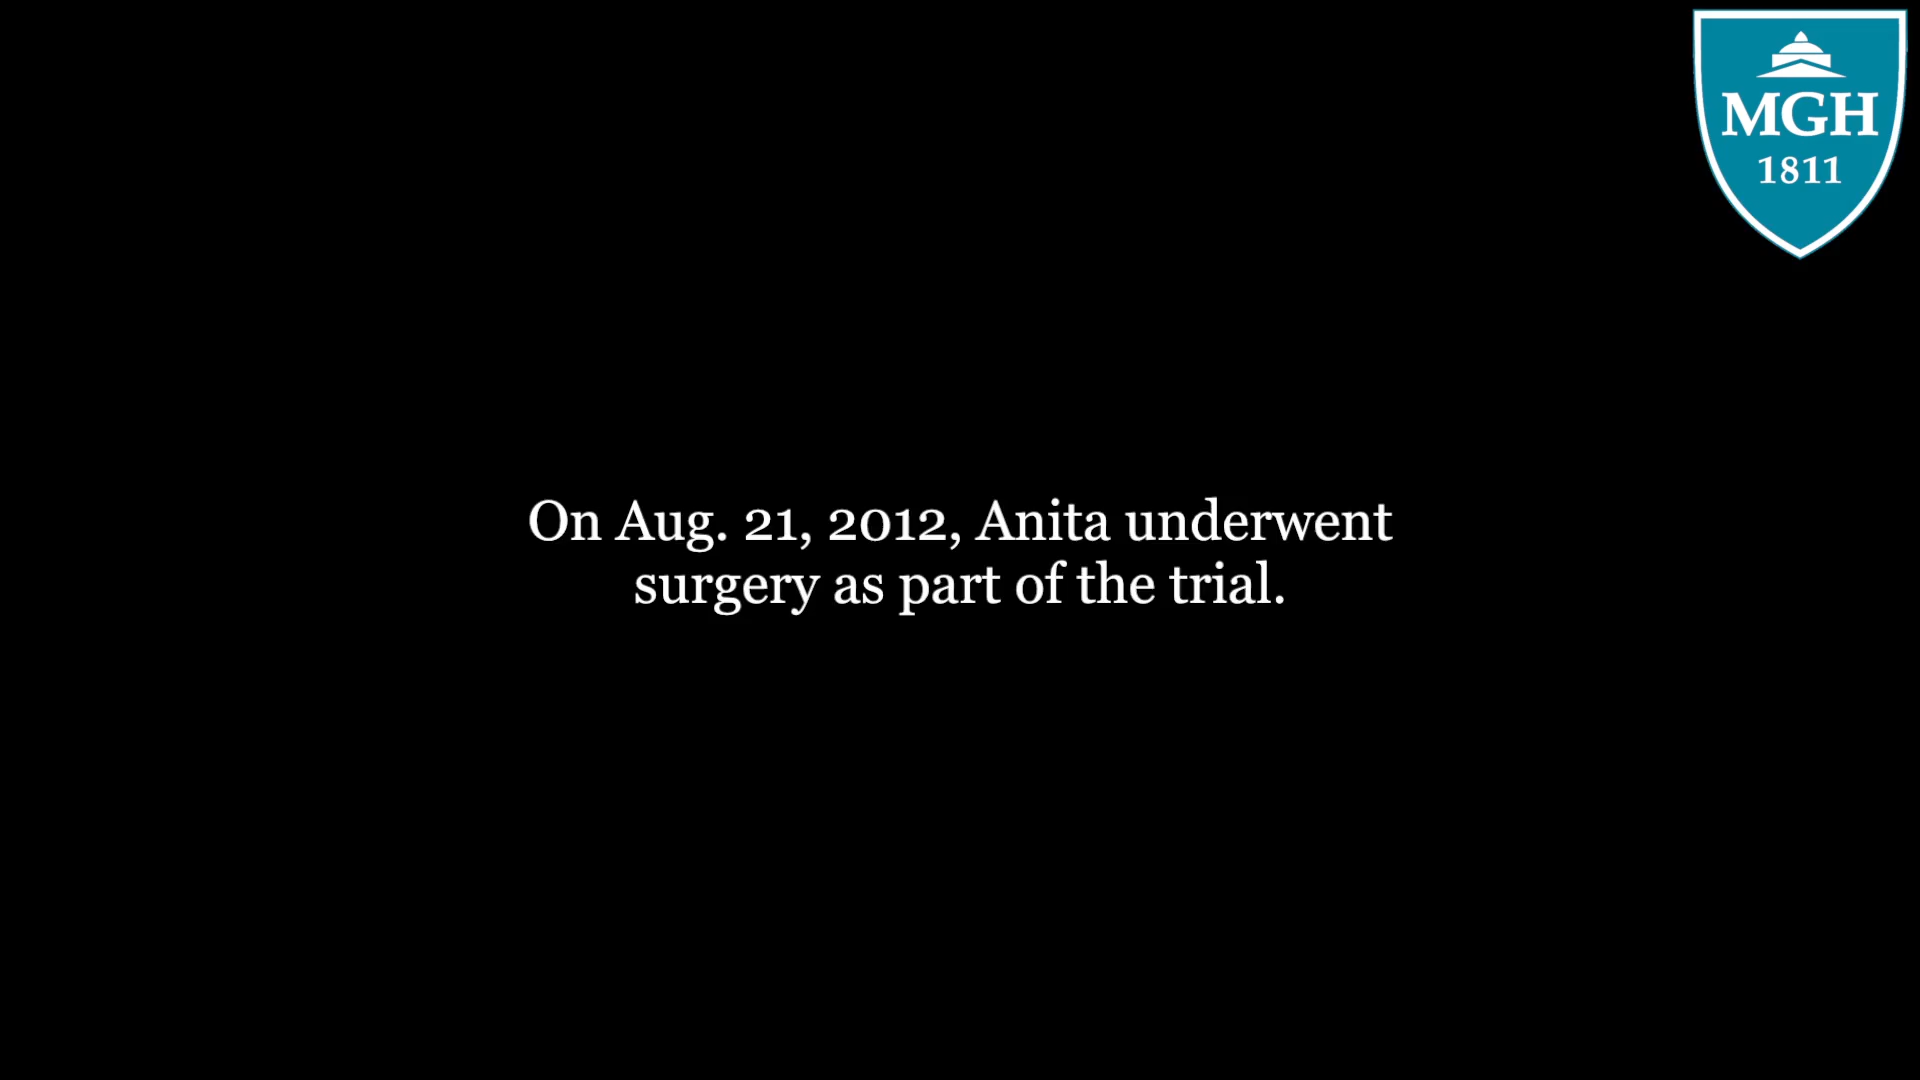 MGH
1811
On Aug. 21, 2012, Anita underwent
surgery as part of the trial.